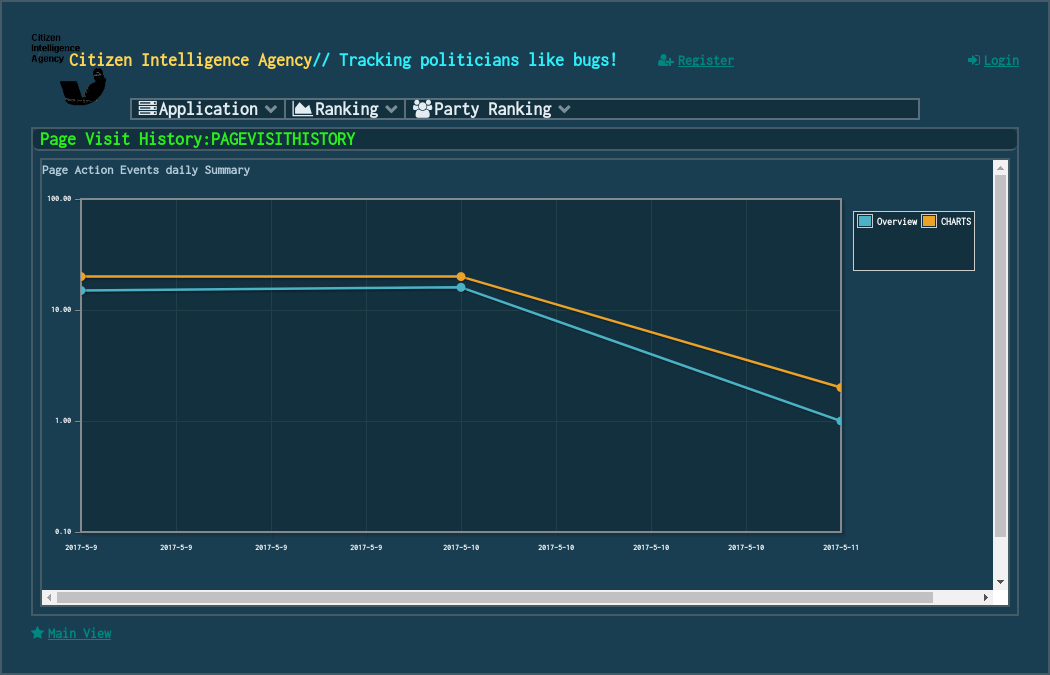 Citizen
Intelligence
Agency
Citizen Intelligence Agency// Tracking politicians like bugs!
Register
Login
Application
Ranking
Party Ranking
Page Visit History:PAGEVISITHISTORY
Page Action Events daily Summary
100.00
10.00
1.00
0.10
2017-5-9 2017-5-9 2017-5-9 2017-5-9 2017-5-10 2017-5-10 2017-5-10 2017-5-10 2017-5-11
Overview CHARTS
Main View